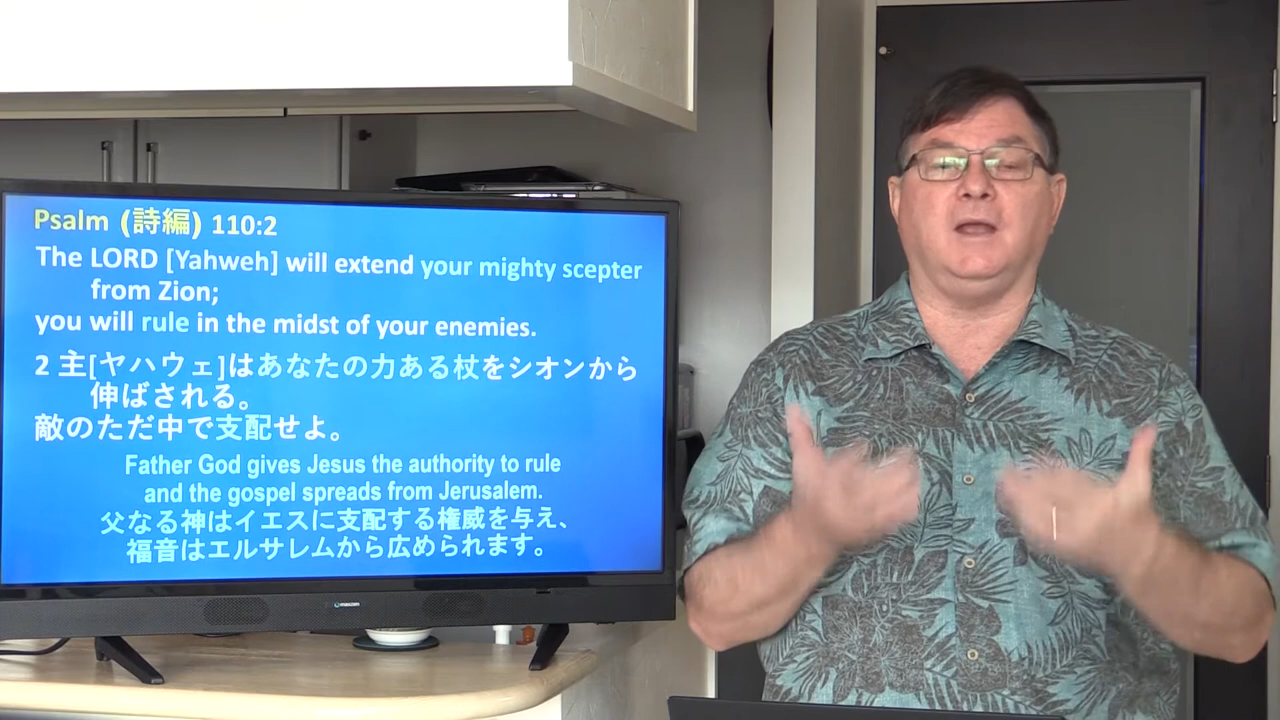 Psalm (詩編) 110:2
The LORD [Yahweh] will extend your mighty scepter
from Zion;
you will rule in the midst of your enemies.
2 主[ヤハウェ]はあなたの力ある杖をシオンから
伸ばされる。
敵のただ中で支配せよ。
Father God gives Jesus the authority to rule
and the gospel spreads from Jerusalem.
父なる神はイエスに支配する権威を与え、
福音はエルサレムから広められます。
maxzen